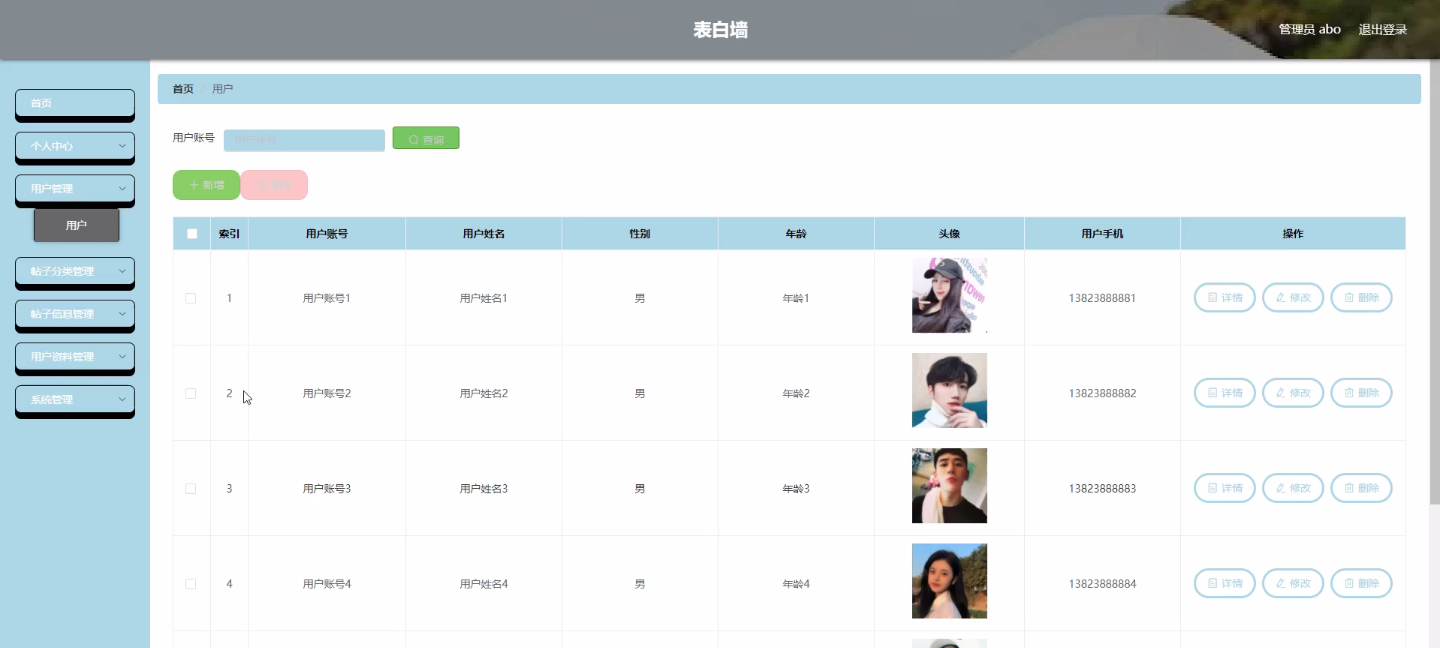 表白墙
管理员 abo 退出登录
首页
个人中心
用户管理
用户
帖子分类管理
帖子信息管理
用户资料管理
系统管理
首页 / 用户
用户账号 用户账号 查询
新增 删除
索引 用户账号 用户姓名 性别 年龄 头像 用户手机 操作
1 用户账号1 用户姓名1 男 年龄1 13823888881 详情 修改 删除
2 用户账号2 用户姓名2 男 年龄2 13823888882 详情 修改 删除
3 用户账号3 用户姓名3 男 年龄3 13823888883 详情 修改 删除
4 用户账号4 用户姓名4 男 年龄4 13823888884 详情 修改 删除